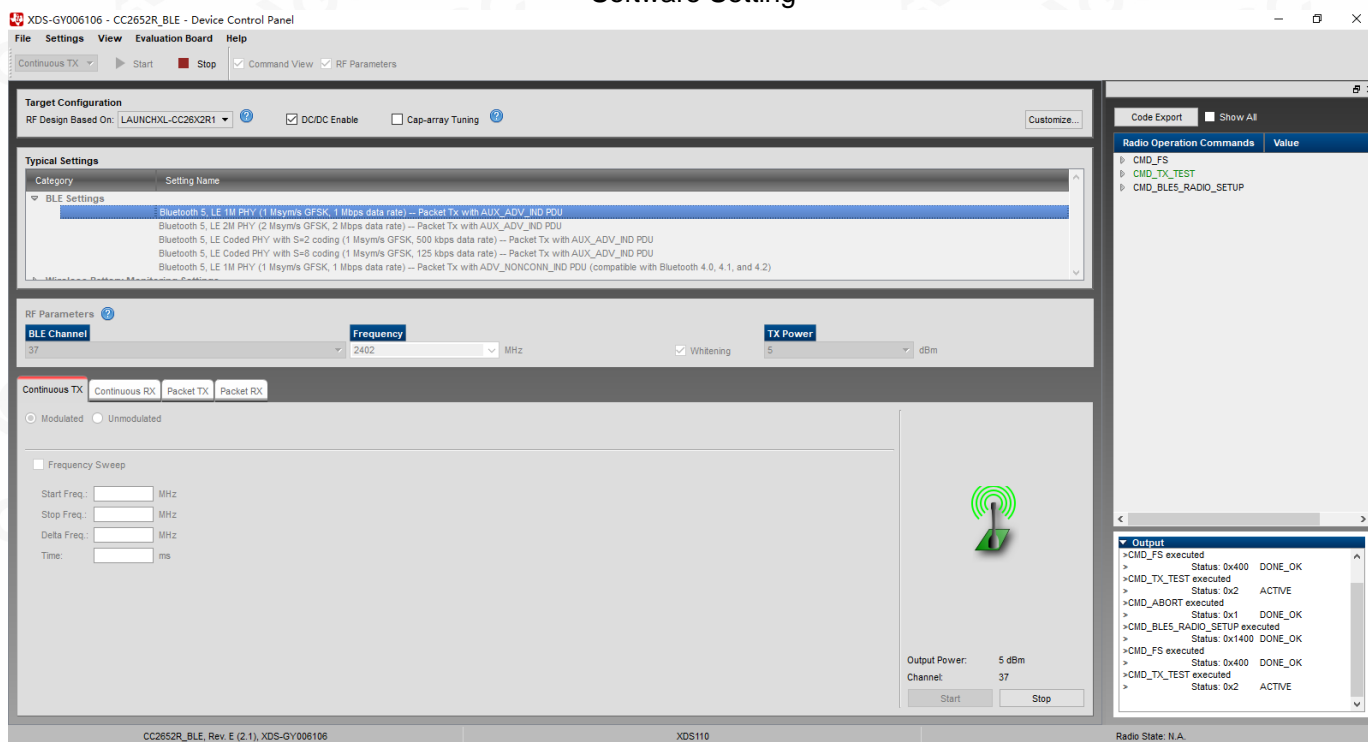 Software Setting
XDS-GY006106 - CC2652R_BLE - Device Control Panel
File Settings View Evaluation Board Help
Continuous TX Start Stop Command View RF Parameters
Target Configuration
RF Design Based On: LAUNCHXL-CC26X2R1 DC/DC Enable Cap-array Tuning Customize...
Typical Settings
Category Setting Name
BLE Settings
Bluetooth 5, LE 1M PHY (1 Msym/s GFSK, 1 Mbps data rate) -- Packet Tx with AUX_ADV_IND PDU
Bluetooth 5, LE 2M PHY (2 Msym/s GFSK, 2 Mbps data rate) -- Packet Tx with AUX_ADV_IND PDU
Bluetooth 5, LE Coded PHY with S=2 coding (1 Msym/s GFSK, 500 kbps data rate) -- Packet Tx with AUX_ADV_IND PDU
Bluetooth 5, LE Coded PHY with S=8 coding (1 Msym/s GFSK, 125 kbps data rate) -- Packet Tx with AUX_ADV_IND PDU
Bluetooth 5, LE 1M PHY (1 Msym/s GFSK, 1 Mbps data rate) -- Packet Tx with ADV_NONCONN_IND PDU (compatible with Bluetooth 4.0, 4.1, and 4.2)
Wireless Battery Monitoring Settings
RF Parameters
BLE Channel Frequency TX Power
37 2402 MHz Whitening 5 dBm
Continuous TX Continuous RX Packet TX Packet RX
Modulated Unmodulated
Frequency Sweep
Start Freq.: MHz
Stop Freq.: MHz
Delta Freq.: MHz
Time: ms
Output Power: 5 dBm
Channel: 37
Start Stop
Code Export Show All
Radio Operation Commands Value
CMD_FS
CMD_TX_TEST
CMD_BLE5_RADIO_SETUP
Output
>CMD_FS executed
> Status: 0x400 DONE_OK
>CMD_TX_TEST executed
> Status: 0x2 ACTIVE
>CMD_ABORT executed
> Status: 0x1 DONE_OK
>CMD_BLE5_RADIO_SETUP executed
> Status: 0x1400 DONE_OK
>CMD_FS executed
> Status: 0x400 DONE_OK
>CMD_TX_TEST executed
> Status: 0x2 ACTIVE
CC2652R_BLE, Rev. E (2.1), XDS-GY006106 XDS110 Radio State: N.A.